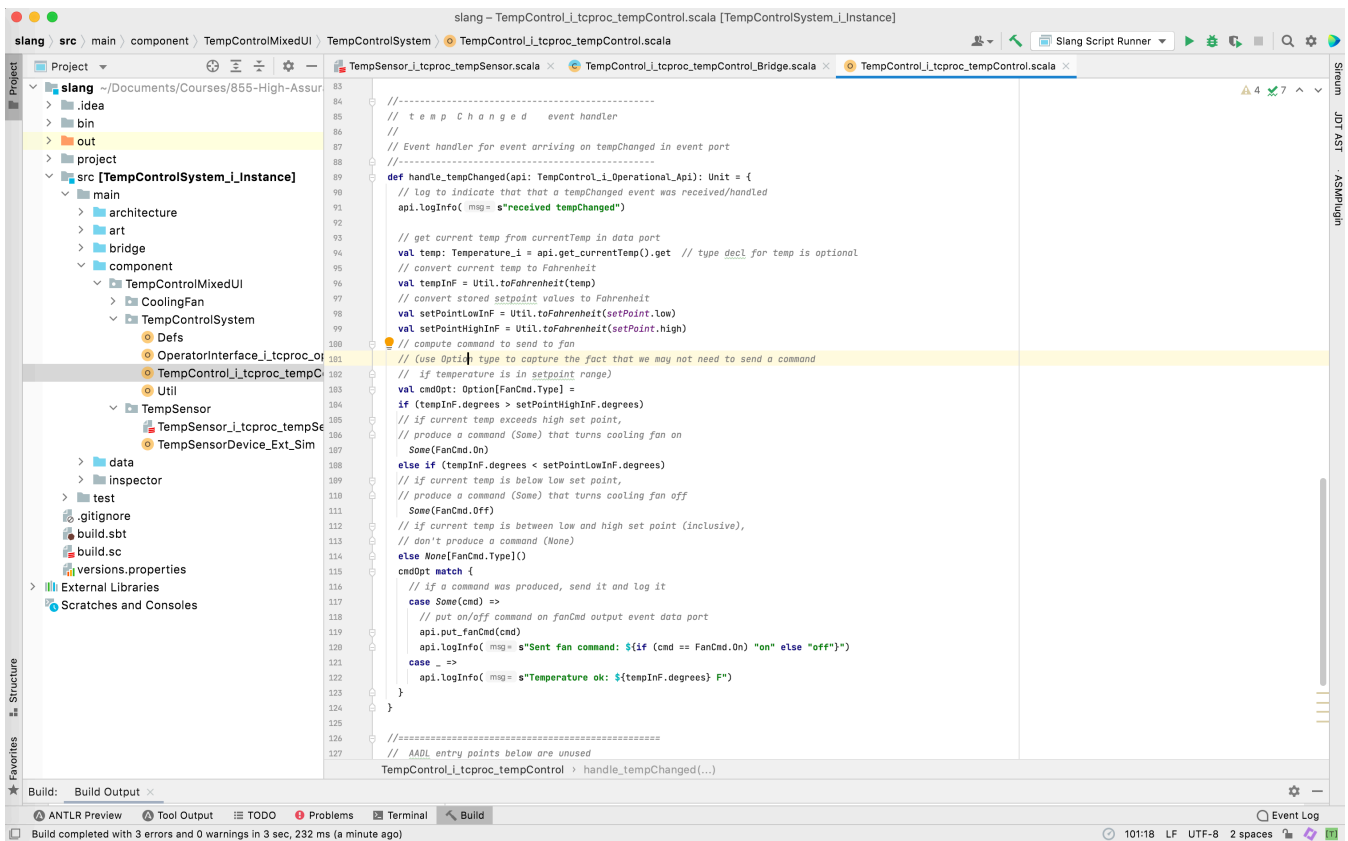 slang – TempControl_i_tcproc_tempControl.scala [TempControlSystem_i_Instance]
slang 〉 src 〉 main 〉 component 〉 TempControlMixedUI 〉 TempControlSystem 〉 TempControl_i_tcproc_tempControl.scala
Slang Script Runner
Project
TempSensor_i_tcproc_tempSensor.scala
TempControl_i_tcproc_tempControl_Bridge.scala
TempControl_i_tcproc_tempControl.scala
Project
Structure
Favorites
Sireum
JDT AST
ASMPlugin
slang ~/Documents/Courses/855-High-Assur
.idea
bin
out
project
src [TempControlSystem_i_Instance]
main
architecture
art
bridge
component
TempControlMixedUI
CoolingFan
TempControlSystem
Defs
OperatorInterface_i_tcproc_op
TempControl_i_tcproc_tempC
Util
TempSensor
TempSensor_i_tcproc_tempSe
TempSensorDevice_Ext_Sim
data
inspector
test
.gitignore
build.sbt
build.sc
versions.properties
External Libraries
Scratches and Consoles
4 7
83
84 //------------------------------------------------
85 // t e m p C h a n g e d event handler
86 //
87 // Event handler for event arriving on tempChanged in event port
88 //------------------------------------------------
89 def handle_tempChanged(api: TempControl_i_Operational_Api): Unit = {
90 // log to indicate that that a tempChanged event was received/handled
91 api.logInfo( msg = s"received tempChanged")
92
93 // get current temp from currentTemp in data port
94 val temp: Temperature_i = api.get_currentTemp().get // type decl for temp is optional
95 // convert current temp to Fahrenheit
96 val tempInF = Util.toFahrenheit(temp)
97 // convert stored setpoint values to Fahrenheit
98 val setPointLowInF = Util.toFahrenheit(setPoint.low)
99 val setPointHighInF = Util.toFahrenheit(setPoint.high)
100 // compute command to send to fan
101 // (use Option type to capture the fact that we may not need to send a command
102 // if temperature is in setpoint range)
103 val cmdOpt: Option[FanCmd.Type] =
104 if (tempInF.degrees > setPointHighInF.degrees)
105 // if current temp exceeds high set point,
106 // produce a command (Some) that turns cooling fan on
107 Some(FanCmd.On)
108 else if (tempInF.degrees < setPointLowInF.degrees)
109 // if current temp is below low set point,
110 // produce a command (Some) that turns cooling fan off
111 Some(FanCmd.Off)
112 // if current temp is between low and high set point (inclusive),
113 // don't produce a command (None)
114 else None[FanCmd.Type]()
115 cmdOpt match {
116 // if a command was produced, send it and log it
117 case Some(cmd) =>
118 // put on/off command on fanCmd output event data port
119 api.put_fanCmd(cmd)
120 api.logInfo( msg = s"Sent fan command: ${if (cmd == FanCmd.On) "on" else "off"}")
121 case _ =>
122 api.logInfo( msg = s"Temperature ok: ${tempInF.degrees} F")
123 }
124 }
125
126 //=================================================
127 // AADL entry points below are unused
TempControl_i_tcproc_tempControl › handle_tempChanged(...)
Build: Build Output
ANTLR Preview Tool Output TODO Problems Terminal Build Event Log
Build completed with 3 errors and 0 warnings in 3 sec, 232 ms (a minute ago) 101:18 LF UTF-8 2 spaces [T]